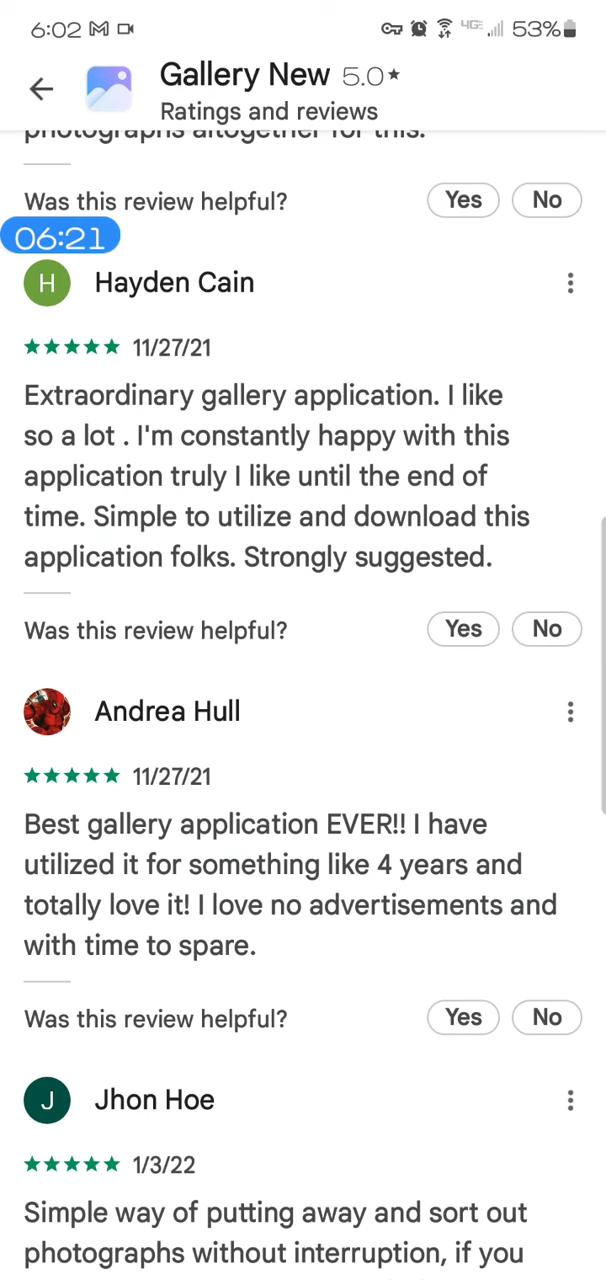 6:02 53%
Gallery New 5.0★
Ratings and reviews
photographs altogether for this.
Was this review helpful? Yes No
06:21
H Hayden Cain
★★★★★ 11/27/21
Extraordinary gallery application. I like
so a lot . I'm constantly happy with this
application truly I like until the end of
time. Simple to utilize and download this
application folks. Strongly suggested.
Was this review helpful? Yes No
Andrea Hull
★★★★★ 11/27/21
Best gallery application EVER!! I have
utilized it for something like 4 years and
totally love it! I love no advertisements and
with time to spare.
Was this review helpful? Yes No
J Jhon Hoe
★★★★★ 1/3/22
Simple way of putting away and sort out
photographs without interruption, if you